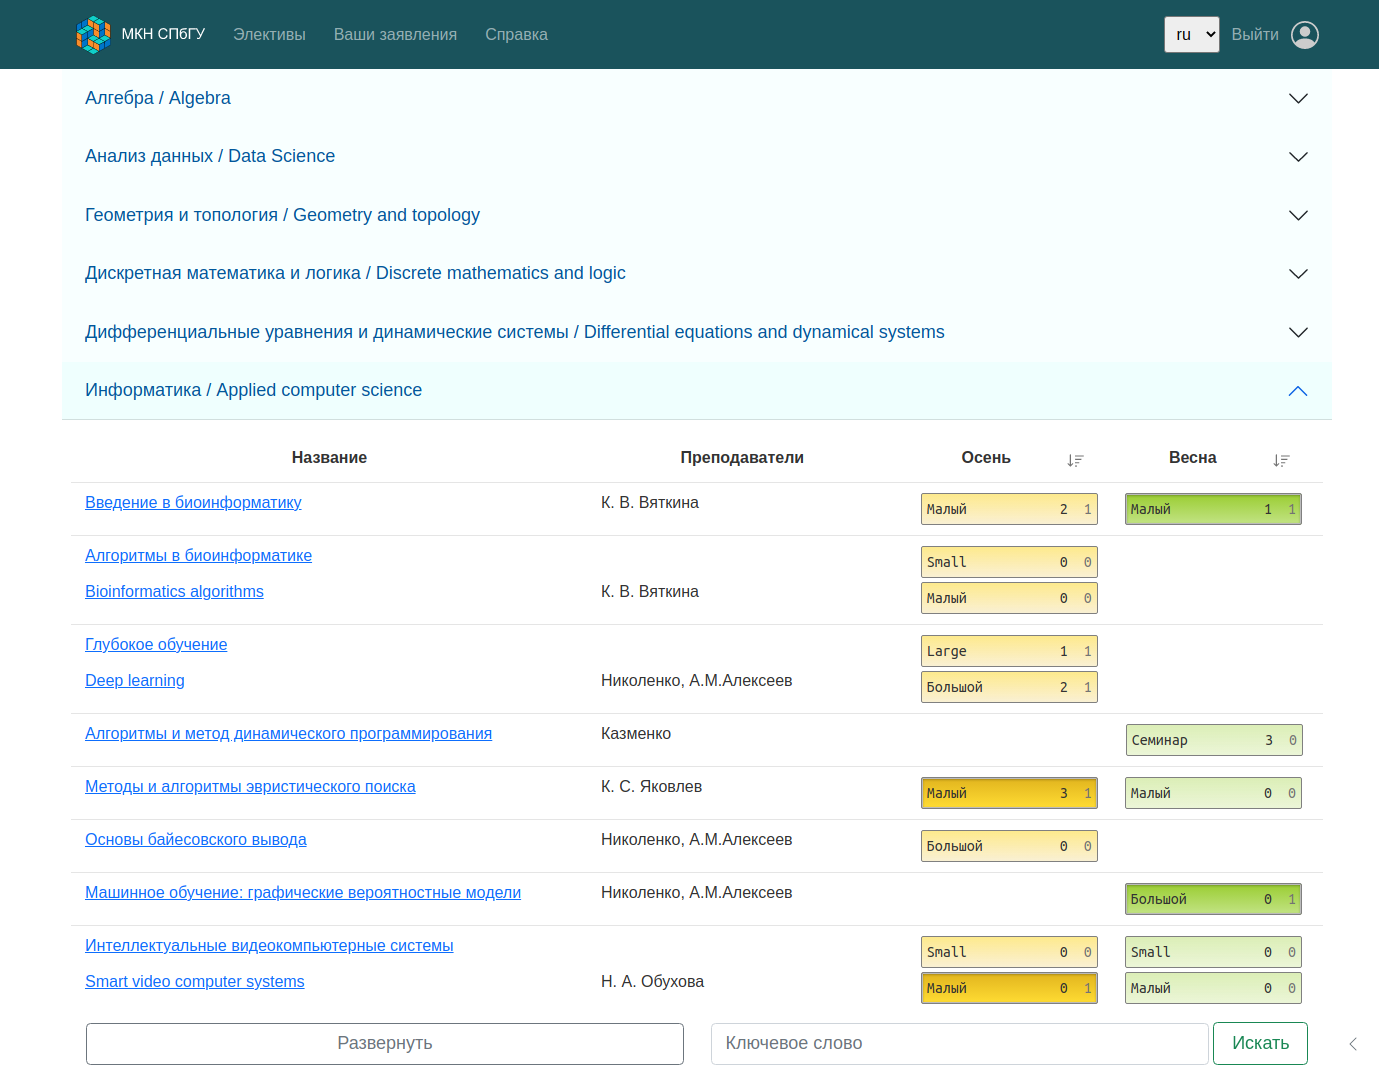 МКН СПбГУ Элективы Ваши заявления Справка ru Выйти
Алгебра / Algebra
Анализ данных / Data Science
Геометрия и топология / Geometry and topology
Дискретная математика и логика / Discrete mathematics and logic
Дифференциальные уравнения и динамические системы / Differential equations and dynamical systems
Информатика / Applied computer science
Название Преподаватели Осень Весна
Введение в биоинформатику К. В. Вяткина Малый 2 1 Малый 1 1
Алгоритмы в биоинформатике Small 0 0
Bioinformatics algorithms К. В. Вяткина Малый 0 0
Глубокое обучение Large 1 1
Deep learning Николенко, А.М.Алексеев Большой 2 1
Алгоритмы и метод динамического программирования Казменко Семинар 3 0
Методы и алгоритмы эвристического поиска К. С. Яковлев Малый 3 1 Малый 0 0
Основы байесовского вывода Николенко, А.М.Алексеев Большой 0 0
Машинное обучение: графические вероятностные модели Николенко, А.М.Алексеев Большой 0 1
Интеллектуальные видеокомпьютерные системы Small 0 0 Small 0 0
Smart video computer systems Н. А. Обухова Малый 0 1 Малый 0 0
Развернуть Ключевое слово Искать